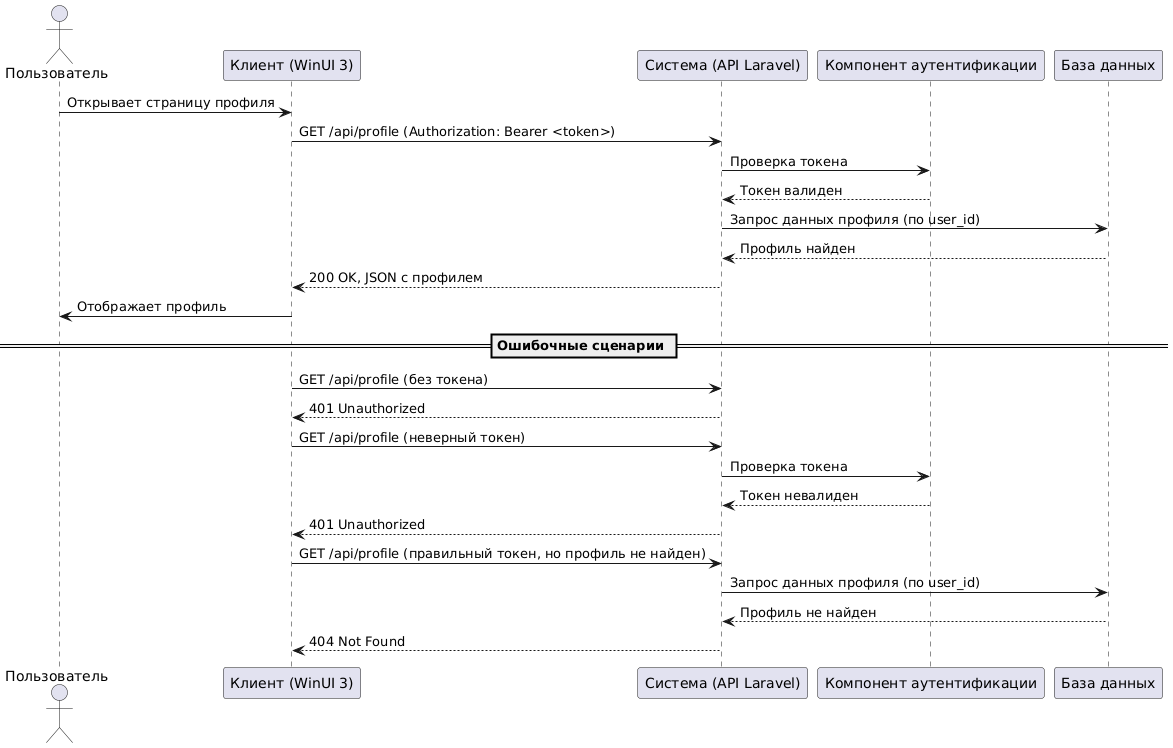 Пользователь
Клиент (WinUI 3)
Система (API Laravel)
Компонент аутентификации
База данных
Открывает страницу профиля
GET /api/profile (Authorization: Bearer <token>)
Проверка токена
Токен валиден
Запрос данных профиля (по user_id)
Профиль найден
200 OK, JSON с профилем
Отображает профиль
Ошибочные сценарии
GET /api/profile (без токена)
401 Unauthorized
GET /api/profile (неверный токен)
Проверка токена
Токен невалиден
401 Unauthorized
GET /api/profile (правильный токен, но профиль не найден)
Запрос данных профиля (по user_id)
Профиль не найден
404 Not Found
Пользователь
Клиент (WinUI 3)
Система (API Laravel)
Компонент аутентификации
База данных